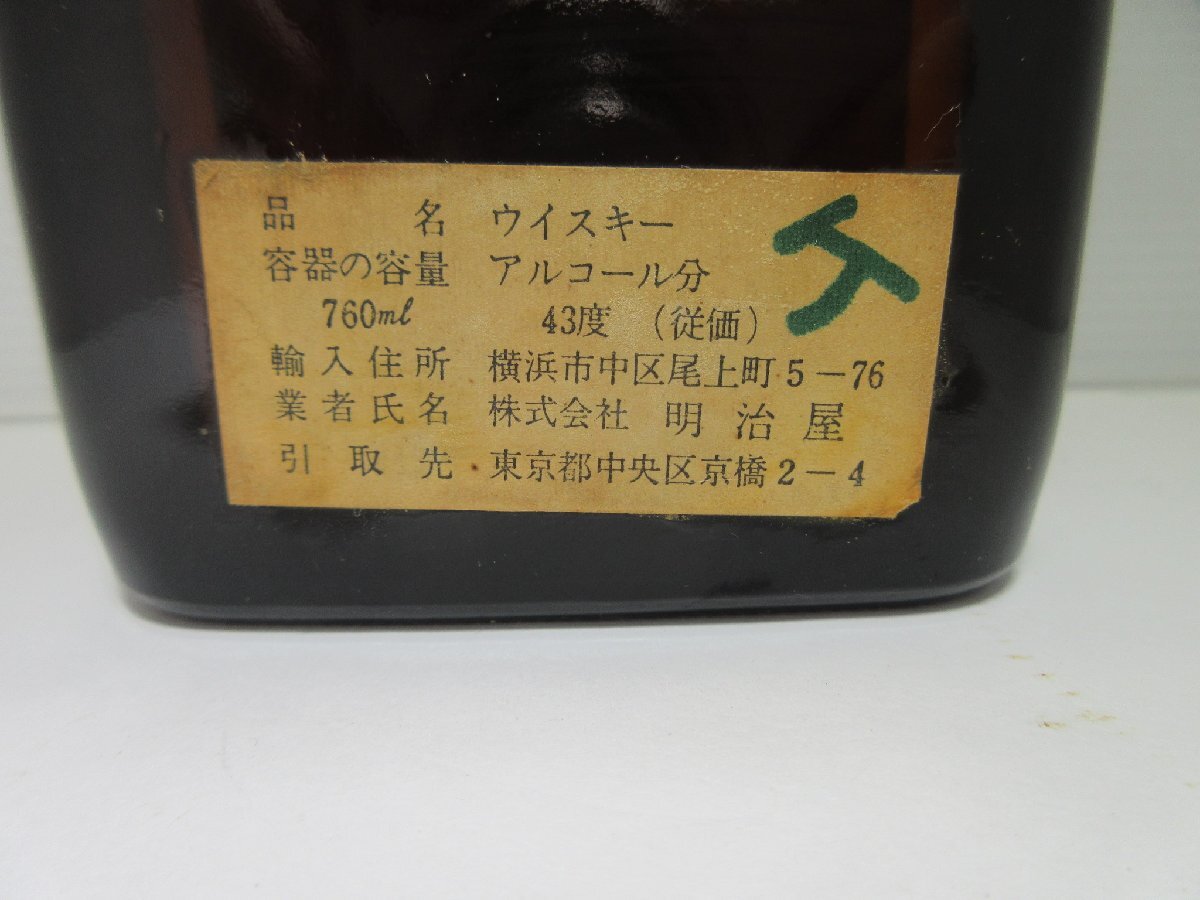 品名 ウイスキー
容器の容量 アルコール分
760ml 43度 (従価)
輸入住所 横浜市中区尾上町5-76
業者氏名 株式会社 明治屋
引取先 東京都中央区京橋2-4